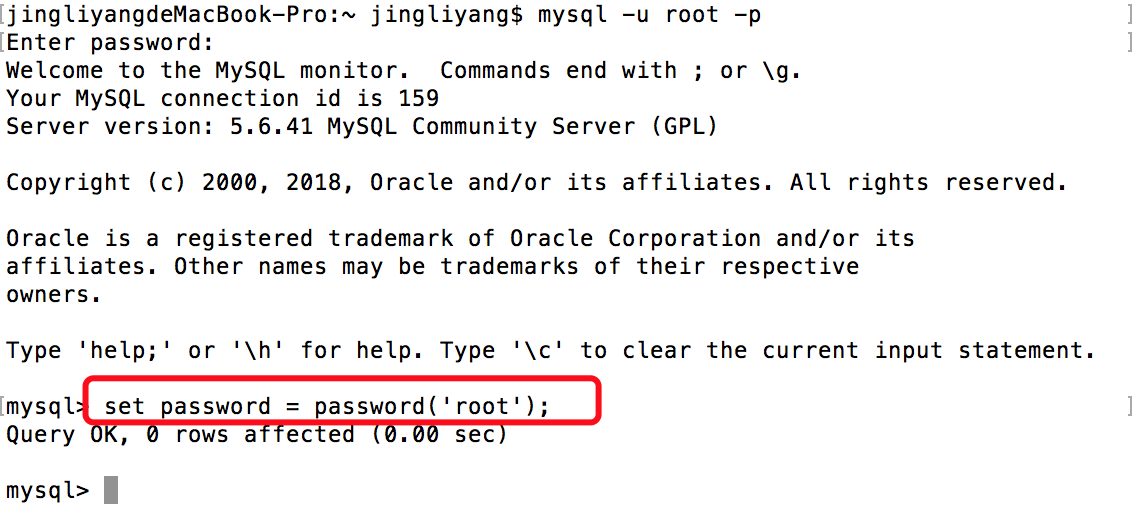 [jingliyangdeMacBook-Pro:~ jingliyang$ mysql -u root -p ]
[Enter password: ]
Welcome to the MySQL monitor.  Commands end with ; or \g.
Your MySQL connection id is 159
Server version: 5.6.41 MySQL Community Server (GPL)
Copyright (c) 2000, 2018, Oracle and/or its affiliates. All rights reserved.
Oracle is a registered trademark of Oracle Corporation and/or its
affiliates. Other names may be trademarks of their respective
owners.
Type 'help;' or '\h' for help. Type '\c' to clear the current input statement.
[mysql> set password = password('root'); ]
Query OK, 0 rows affected (0.00 sec)
mysql>